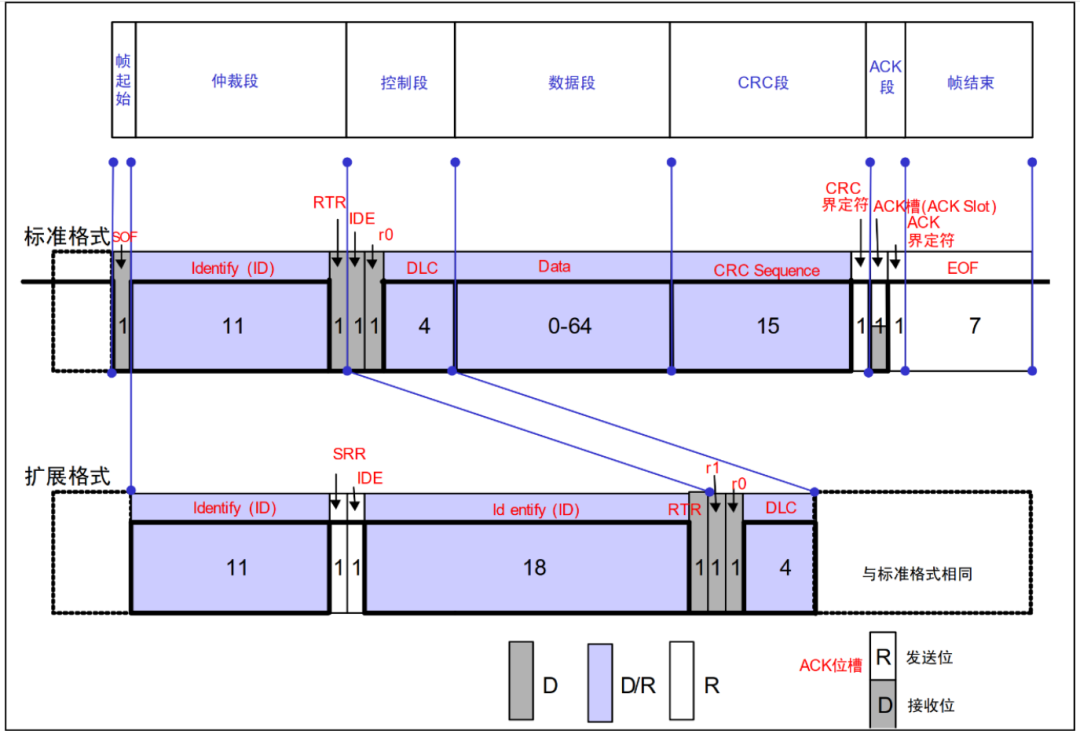 帧
起
始
仲裁段
控制段
数据段
CRC段
ACK
段
帧结束
RTR
IDE
r0
CRC
界定符
ACK槽(ACK Slot)
ACK
界定符
标准格式
SOF
Identify (ID)
DLC
Data
CRC Sequence
EOF
1
11
1
1
1
4
0-64
15
1
1
1
7
SRR
IDE
r1
r0
扩展格式
Identify (ID)
Id entify (ID)
RTR
DLC
11
1
1
18
1
1
1
4
与标准格式相同
D
D/R
R
ACK位槽
R
发送位
D
接收位